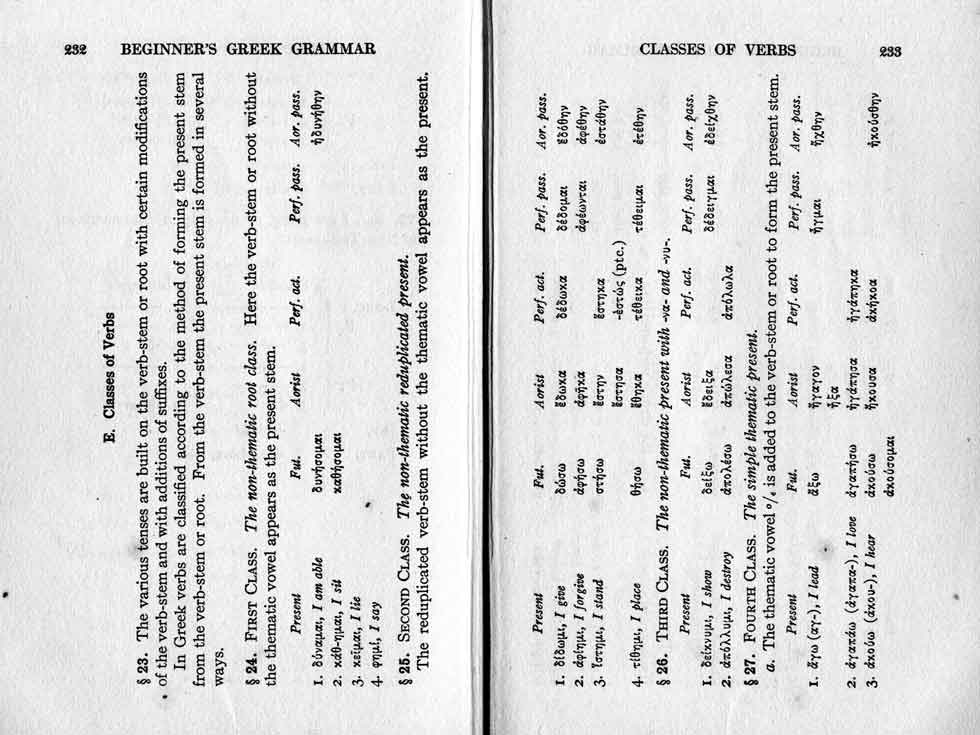 232 BEGINNER'S GREEK GRAMMAR
E. Classes of Verbs
§ 23. The various tenses are built on the verb-stem or root with certain modifications
of the verb-stem and with additions of suffixes.
In Greek verbs are classified according to the method of forming the present stem
from the verb-stem or root. From the verb-stem the present stem is formed in several
ways.
§ 24. FIRST CLASS. The non-thematic root class. Here the verb-stem or root without
the thematic vowel appears as the present stem.
Present Fut. Aorist Perf. act. Perf. pass. Aor. pass.
1. δύναμαι, I am able δυνήσομαι ἠδυνήθην
2. κάθ-ημαι, I sit καθήσομαι
3. κεῖμαι, I lie
4. φημί, I say
§ 25. SECOND CLASS. The non-thematic reduplicated present.
The reduplicated verb-stem without the thematic vowel appears as the present.
CLASSES OF VERBS 233
Present Fut. Aorist Perf. act. Perf. pass. Aor. pass.
1. δίδωμι, I give δώσω ἔδωκα δέδωκα δέδομαι ἐδόθην
2. ἀφίημι, I forgive ἀφήσω ἀφῆκα ἀφέωνται ἀφέθην
3. ἵστημι, I stand στήσω ἔστην ἕστηκα ἐστάθην
ἔστησα -ἑστώς (ptc.)
4. τίθημι, I place θήσω ἔθηκα τέθεικα τέθειμαι ἐτέθην
§ 26. THIRD CLASS. The non-thematic present with -να- and -νυ-.
Present Fut. Aorist Perf. act. Perf. pass. Aor. pass.
1. δείκνυμι, I show δείξω ἔδειξα δέδειγμαι ἐδείχθην
2. ἀπόλλυμι, I destroy ἀπολέσω ἀπώλεσα ἀπόλωλα
§ 27. FOURTH CLASS. The simple thematic present.
a. The thematic vowel ο/ε is added to the verb-stem or root to form the present stem.
Present Fut. Aorist Perf. act. Perf. pass. Aor. pass.
1. ἄγω (αγ-), I lead ἄξω ἤγαγον ἦγμαι ἤχθην
ἦξα
2. ἀγαπάω (ἀγαπα-), I love ἀγαπήσω ἠγάπησα ἠγάπηκα
3. ἀκούω (ἀκου-), I hear ἀκούσω ἤκουσα ἀκήκοα ἠκούσθην
ἀκούσομαι